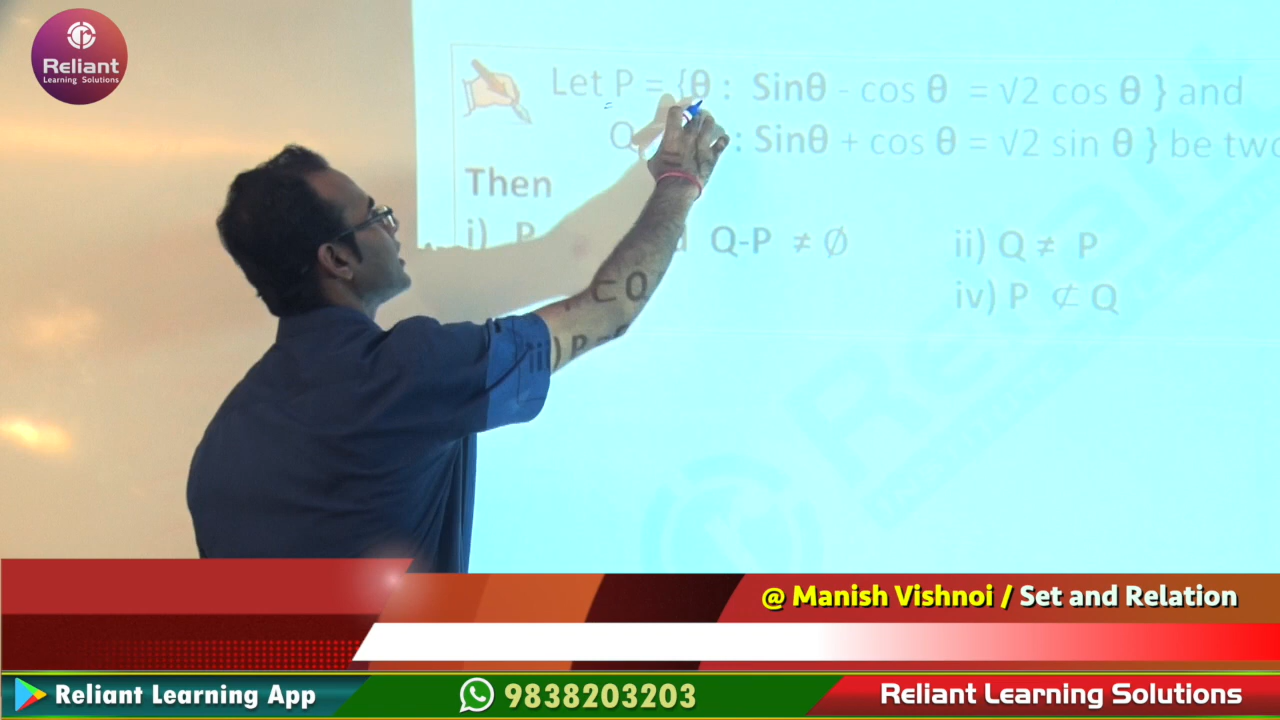 Reliant
Learning Solutions
Let P = {θ : Sinθ - cos θ = √2 cos θ } and
Q : Sinθ + cos θ = √2 sin θ } be two
Then
i) P Q-P ≠ ∅ ii) Q ≠ P
⊂ Q iv) P ⊄ Q
iii) P =
@ Manish Vishnoi / Set and Relation
Reliant Learning App
9838203203
Reliant Learning Solutions